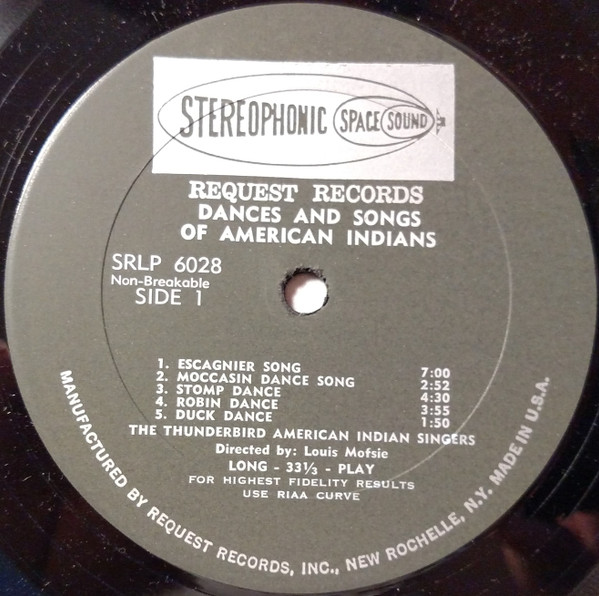 STEREOPHONIC SPACE SOUND
REQUEST RECORDS
DANCES AND SONGS
OF AMERICAN INDIANS
SRLP 6028
Non-Breakable
SIDE 1
1. ESCAGNIER SONG 7:00
2. MOCCASIN DANCE SONG 2:52
3. STOMP DANCE 4:30
4. ROBIN DANCE 3:55
5. DUCK DANCE 1:50
THE THUNDERBIRD AMERICAN INDIAN SINGERS
Directed by: Louis Mofsie
LONG - 33⅓ - PLAY
FOR HIGHEST FIDELITY RESULTS
USE RIAA CURVE
MANUFACTURED BY REQUEST RECORDS, INC., NEW ROCHELLE, N.Y. MADE IN U.S.A.